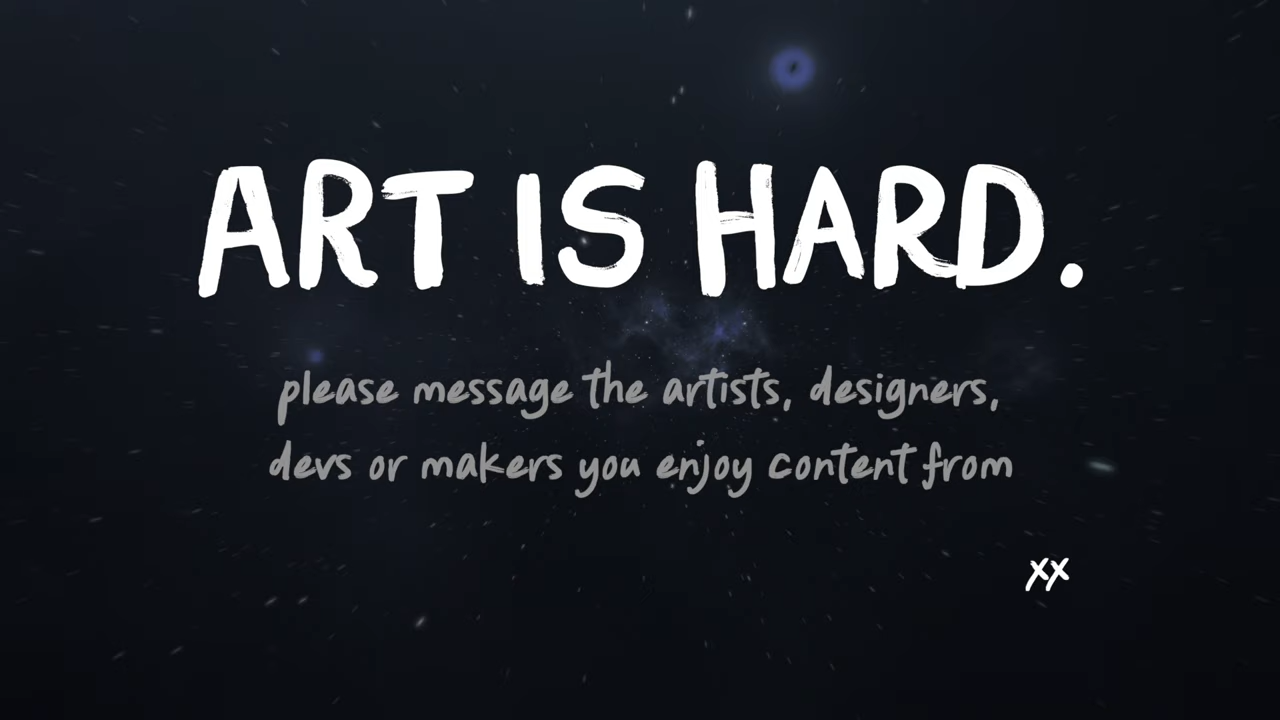 ART IS HARD.
please message the artists, designers,
devs or makers you enjoy content from
xx